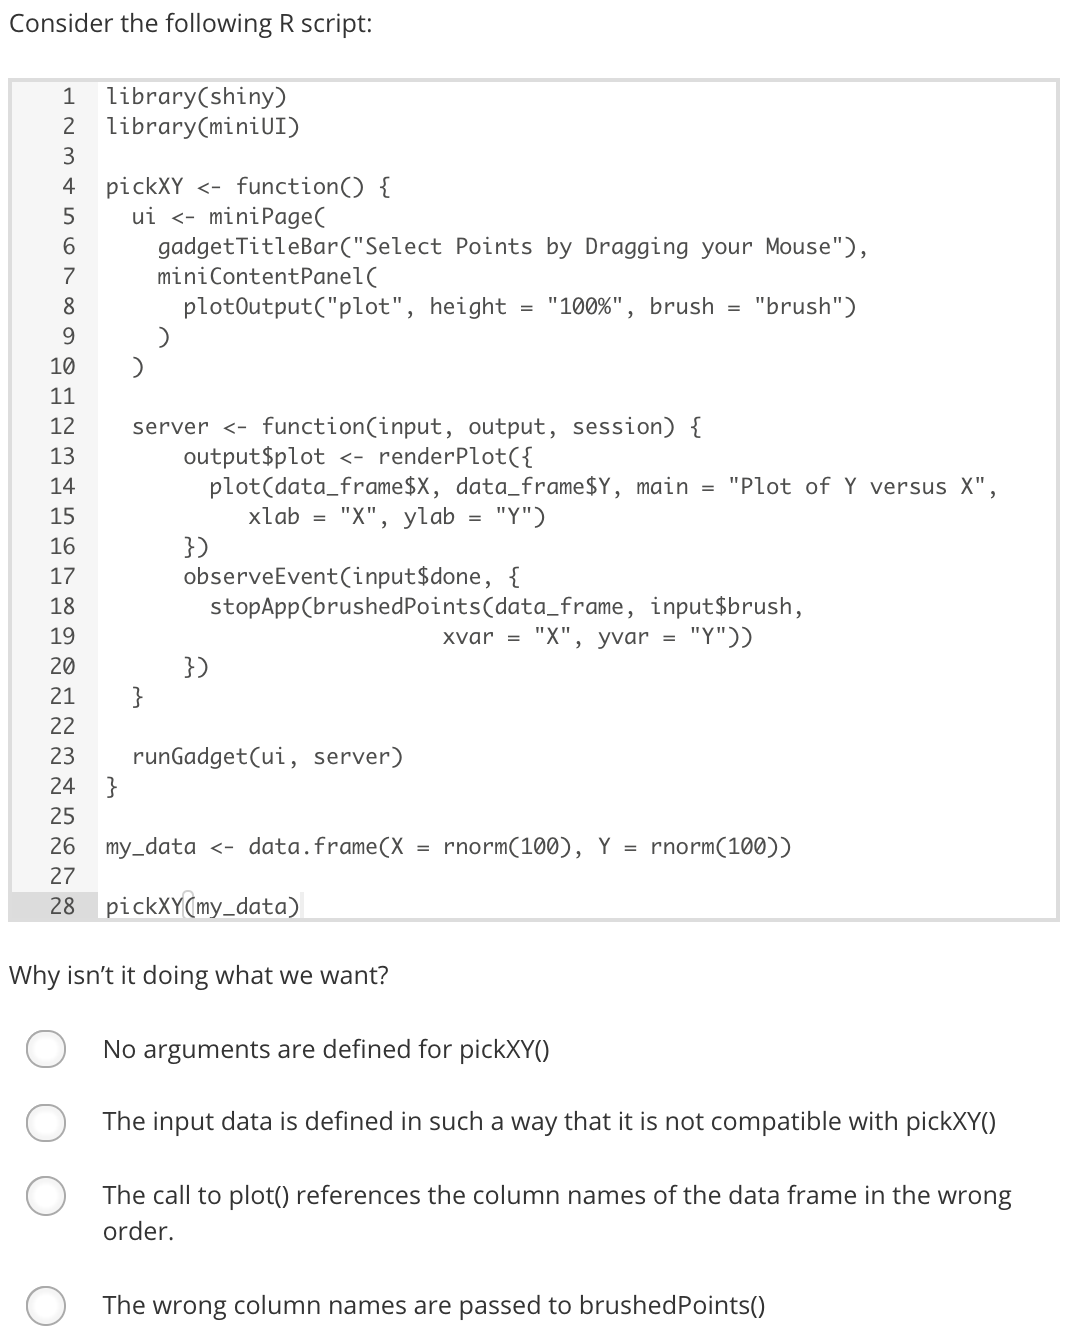 Consider the following R script:
1 library(shiny)
2 library(miniUI)
3
4 pickXY <- function() {
5   ui <- miniPage(
6     gadgetTitleBar("Select Points by Dragging your Mouse"),
7     miniContentPanel(
8       plotOutput("plot", height = "100%", brush = "brush")
9     )
10   )
11
12   server <- function(input, output, session) {
13       output$plot <- renderPlot({
14         plot(data_frame$X, data_frame$Y, main = "Plot of Y versus X",
15            xlab = "X", ylab = "Y")
16       })
17       observeEvent(input$done, {
18         stopApp(brushedPoints(data_frame, input$brush,
19                           xvar = "X", yvar = "Y"))
20       })
21   }
22
23   runGadget(ui, server)
24 }
25
26 my_data <- data.frame(X = rnorm(100), Y = rnorm(100))
27
28 pickXY(my_data)
Why isn’t it doing what we want?
No arguments are defined for pickXY()
The input data is defined in such a way that it is not compatible with pickXY()
The call to plot() references the column names of the data frame in the wrong
order.
The wrong column names are passed to brushedPoints()